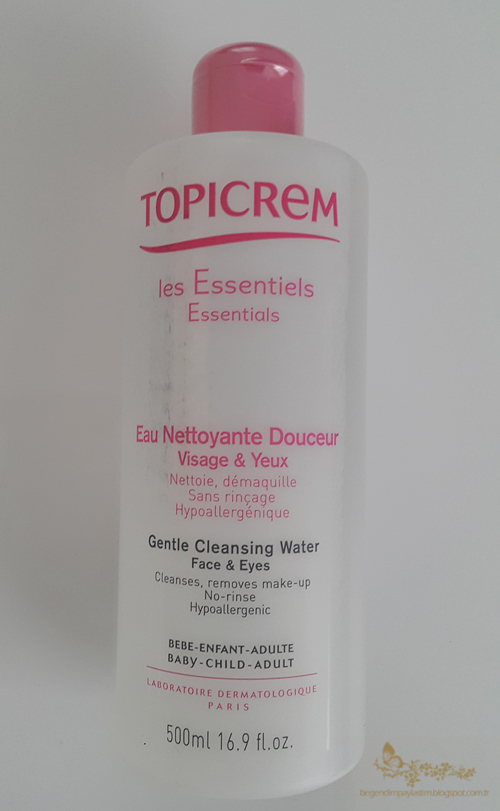 TOPICREM
les Essentiels
Essentials
Eau Nettoyante Douceur
Visage & Yeux
Nettoie, démaquille
Sans rinçage
Hypoallergénique
Gentle Cleansing Water
Face & Eyes
Cleanses, removes make-up
No-rinse
Hypoallergenic
BEBE-ENFANT-ADULTE
BABY-CHILD-ADULT
LABORATOIRE DERMATOLOGIQUE
PARIS
500ml 16.9 fl.oz.